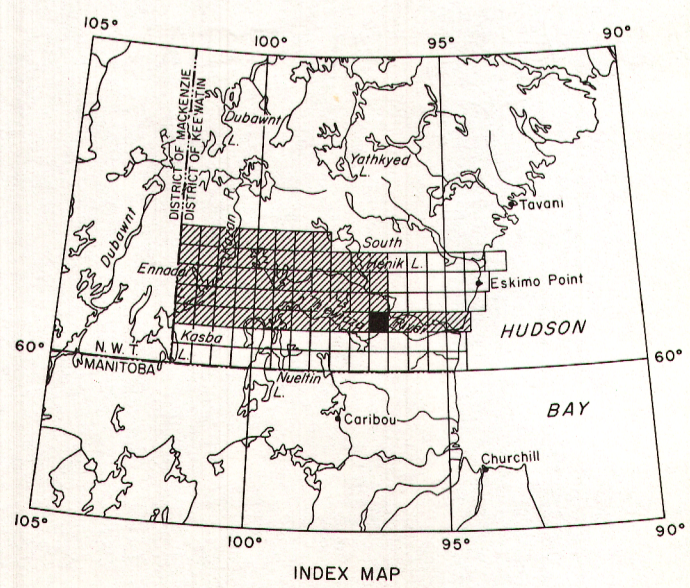 105°
100°
95°
90°
DISTRICT OF MACKENZIE
DISTRICT OF KEEWATIN
Dubawnt
L.
R.
Yathkyed
L.
Tavani
Dubawnt
Kazan
R.
South
Henik L.
Ennadai
Eskimo Point
Kasba
L.
HUDSON
60°
N. W. T.
MANITOBA
60°
Nueltin
L.
BAY
Caribou
Churchill
105°
100°
95°
90°
INDEX MAP